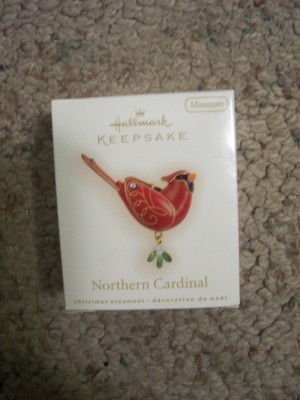 Miniature
Hallmark
KEEPSAKE
Northern Cardinal
christmas ornament • décoration de noël